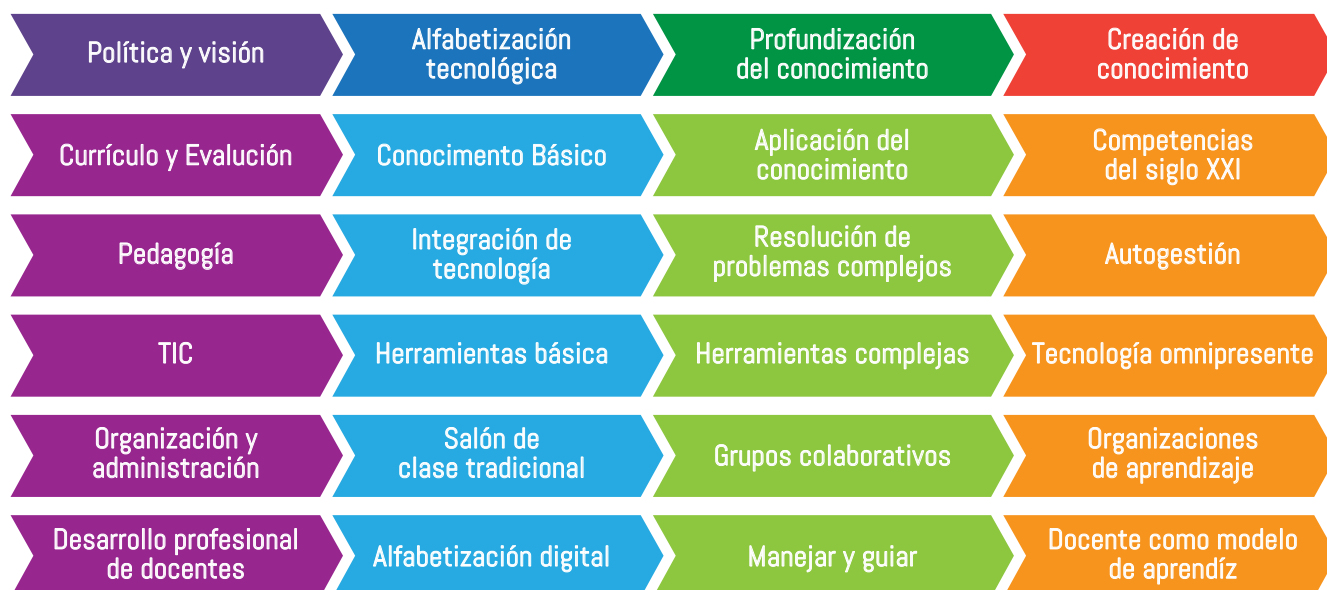 Política y visión
Alfabetización
tecnológica
Profundización
del conocimiento
Creación de
conocimiento
Currículo y Evalución
Conocimento Básico
Aplicación del
conocimiento
Competencias
del siglo XXI
Pedagogía
Integración de
tecnología
Resolución de
problemas complejos
Autogestión
TIC
Herramientas básica
Herramientas complejas
Tecnología omnipresente
Organización y
administración
Salón de
clase tradicional
Grupos colaborativos
Organizaciones
de aprendizaje
Desarrollo profesional
de docentes
Alfabetización digital
Manejar y guiar
Docente como modelo
de aprendíz